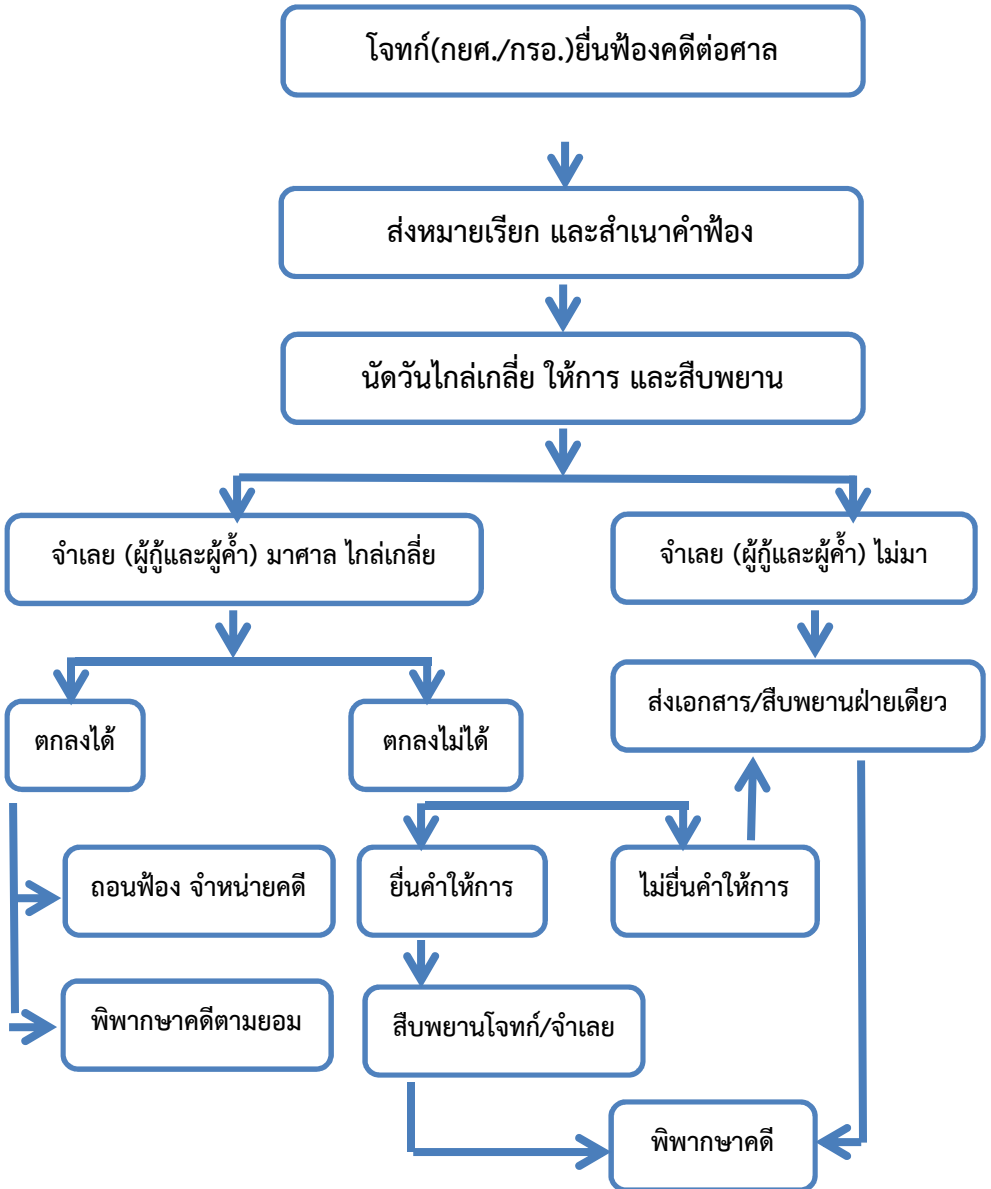 โจทก์(กยศ./กรอ.)ยื่นฟ้องคดีต่อศาล
ส่งหมายเรียก และสำเนาคำฟ้อง
นัดวันไกล่เกลี่ย ให้การ และสืบพยาน
จำเลย (ผู้กู้และผู้ค้ำ) มาศาล ไกล่เกลี่ย
จำเลย (ผู้กู้และผู้ค้ำ) ไม่มา
ตกลงได้
ตกลงไม่ได้
ส่งเอกสาร/สืบพยานฝ่ายเดียว
ถอนฟ้อง จำหน่ายคดี
ยื่นคำให้การ
ไม่ยื่นคำให้การ
พิพากษาคดีตามยอม
สืบพยานโจทก์/จำเลย
พิพากษาคดี